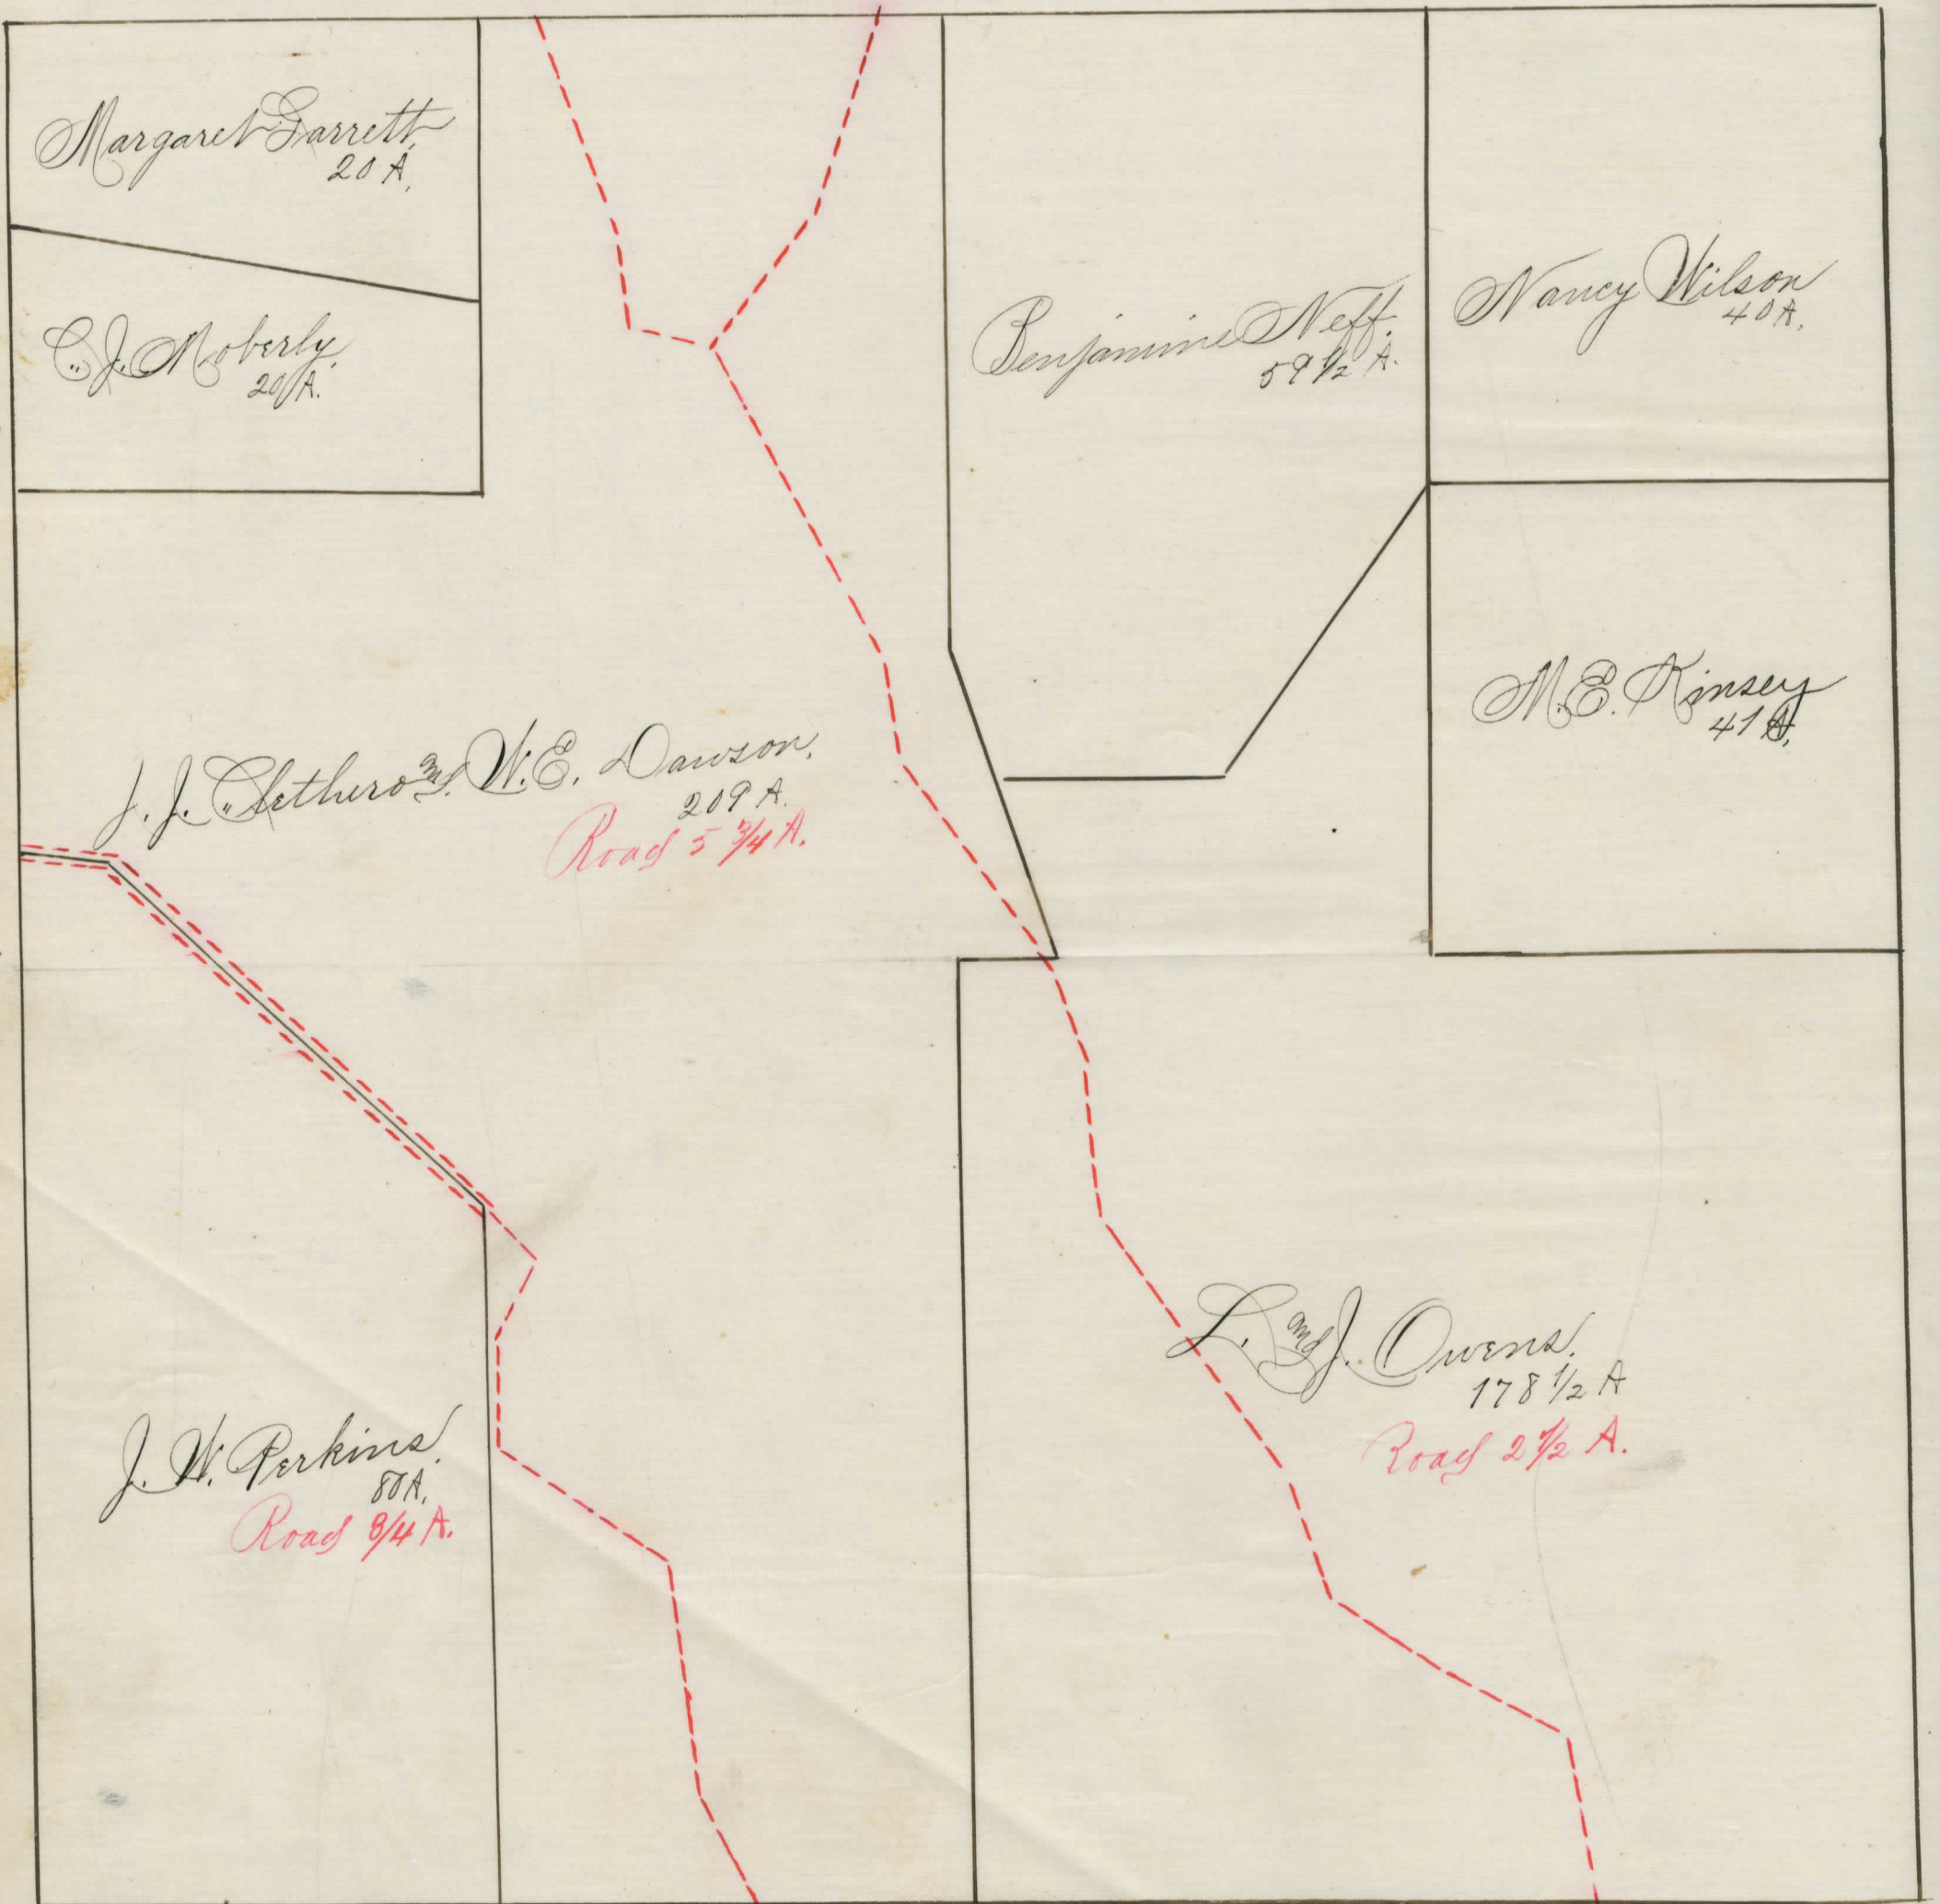 Margaret Garrett.
20 A.
C. J. Moberly.
20 A.
Benjamine Neff.
59 1/2 A.
Nancy Wilson
40 A.
M. E. Kinsey
41 A.
J. J. Clethero and W. E. Dawson.
209 A.
Road 5 3/4 A.
L. and J. Owens.
178 1/2 A
Road 2 1/2 A.
J. W. Perkins.
80 A.
Road 3/4 A.